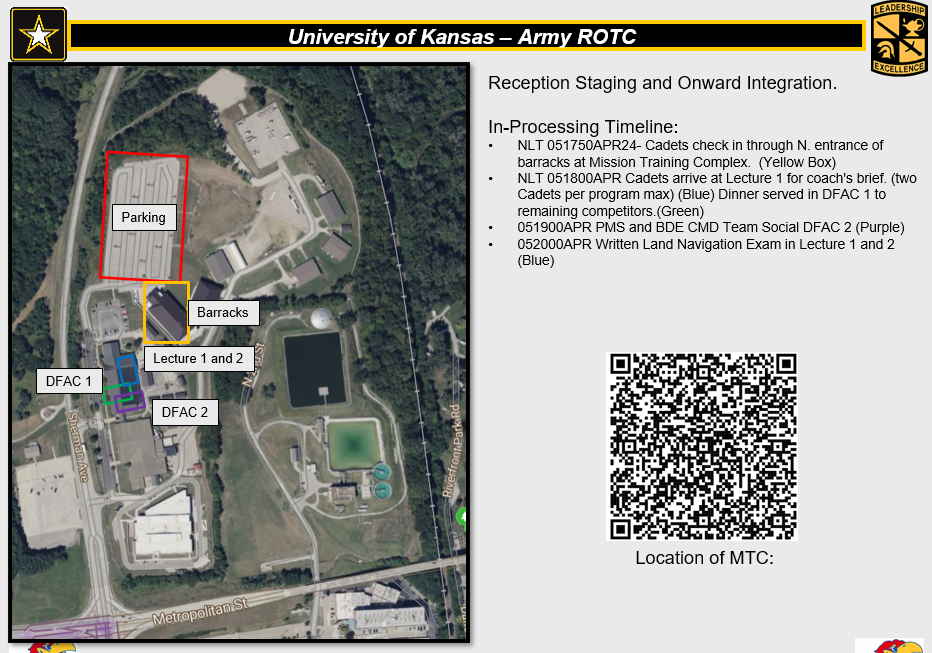 University of Kansas – Army ROTC
LEADERSHIP
EXCELLENCE
Reception Staging and Onward Integration.
In-Processing Timeline:
• NLT 051750APR24- Cadets check in through N. entrance of
barracks at Mission Training Complex.  (Yellow Box)
• NLT 051800APR Cadets arrive at Lecture 1 for coach's brief. (two
Cadets per program max) (Blue) Dinner served in DFAC 1 to
remaining competitors.(Green)
• 051900APR PMS and BDE CMD Team Social DFAC 2 (Purple)
• 052000APR Written Land Navigation Exam in Lecture 1 and 2
(Blue)
Parking
Barracks
Lecture 1 and 2
DFAC 1
DFAC 2
Sherman Ave
Riverfront Park Rd
Metropolitan St
Location of MTC: